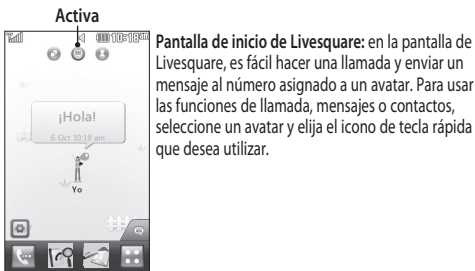 Activa
10:18am
¡Hola!
6 Oct 10:18 am
Yo
Pantalla de inicio de Livesquare: en la pantalla de
Livesquare, es fácil hacer una llamada y enviar un
mensaje al número asignado a un avatar. Para usar
las funciones de llamada, mensajes o contactos,
seleccione un avatar y elija el icono de tecla rápida
que desea utilizar.